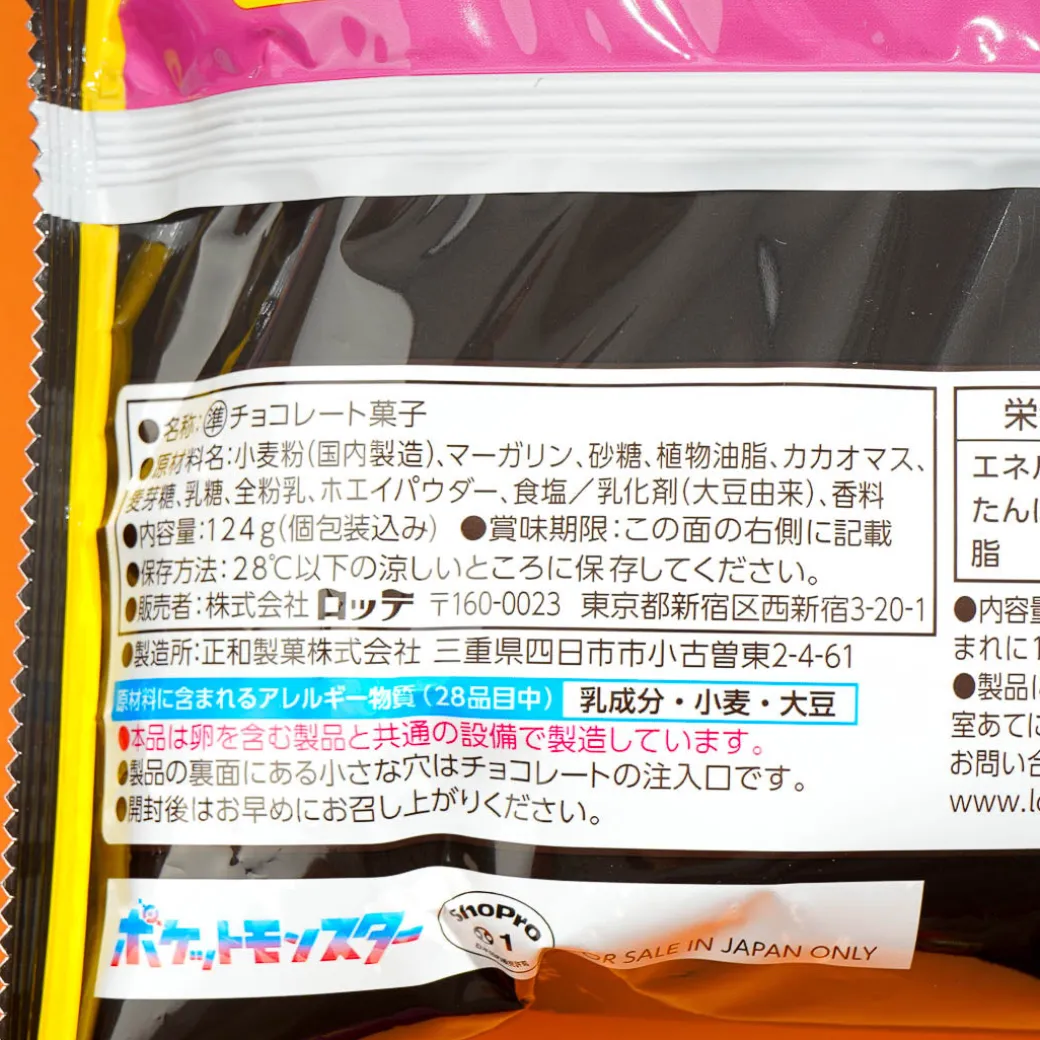 ●名称:㊜チョコレート菓子
●原材料名:小麦粉(国内製造)、マーガリン、砂糖、植物油脂、カカオマス、
麦芽糖、乳糖、全粉乳、ホエイパウダー、食塩/乳化剤(大豆由来)、香料
●内容量:124g(個包装込み) ●賞味期限:この面の右側に記載
●保存方法:28℃以下の涼しいところに保存してください。
●販売者:株式会社ロッテ 〒160-0023 東京都新宿区西新宿3-20-1
●製造所:正和製菓株式会社 三重県四日市市小古曽東2-4-61
原材料に含まれるアレルギー物質(28品目中) 乳成分・小麦・大豆
●本品は卵を含む製品と共通の設備で製造しています。
●製品の裏面にある小さな穴はチョコレートの注入口です。
●開封後はお早めにお召し上がりください。
栄
エネル
たんに
脂
●内容量
まれに1
●製品に
室あてに
お問い合
www.lo
ポケットモンスター ShoPro 1 FOR SALE IN JAPAN ONLY